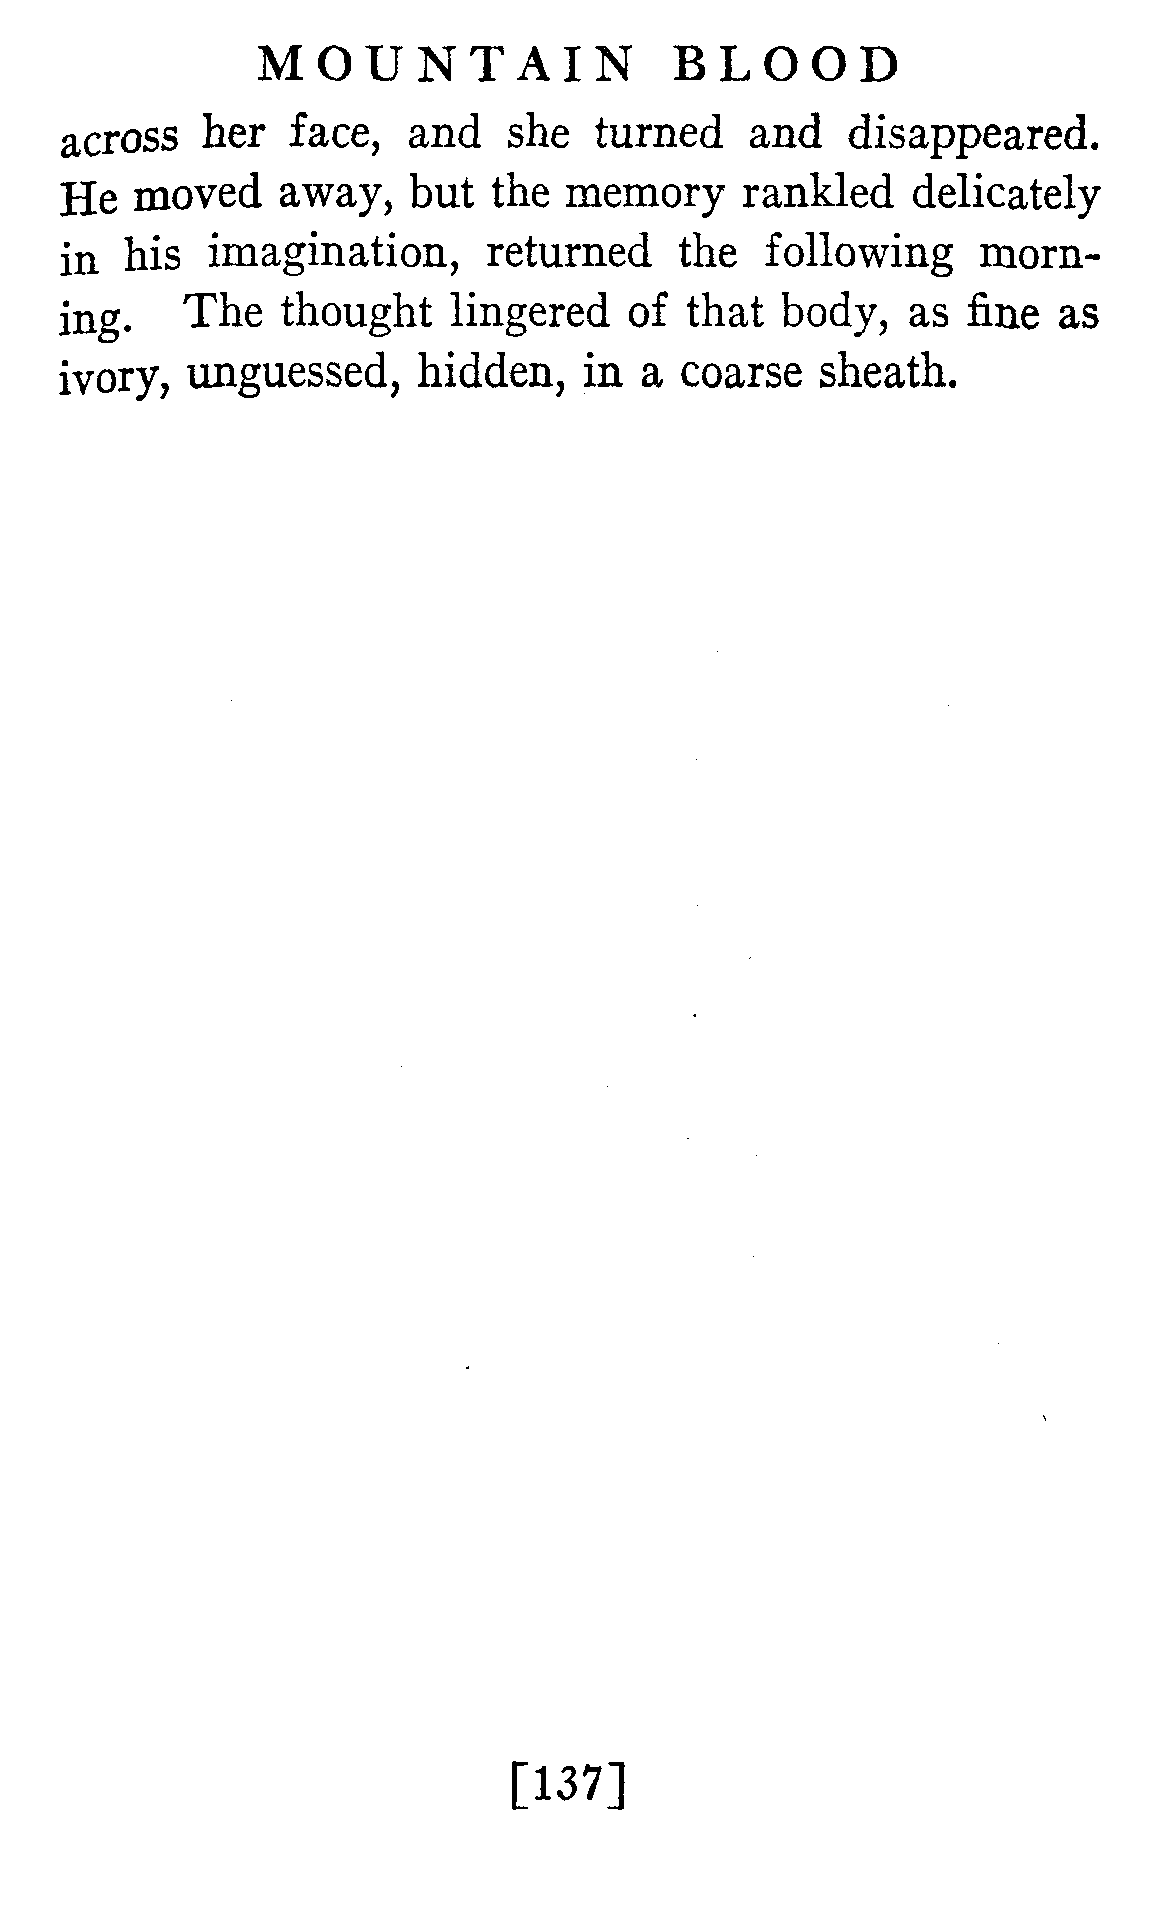 MOUNTAIN BLOOD
across her face, and she turned and disappeared.
He moved away, but the memory rankled delicately
in his imagination, returned the following morn-
ing. The thought lingered of that body, as fine as
ivory, unguessed, hidden, in a coarse sheath.
[137]